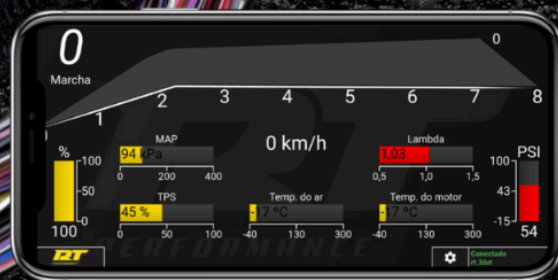 0
Marcha
0
0 1 2 3 4 5 6 7 8
MAP
94 kPa
0 200 400
0 km/h
Lambda
1,03
0,5 1,0 1,5
%
100
50
0
100
TPS
45 %
0 50 100
Temp. do ar
-17 °C
-40 130 300
Temp. do motor
-17 °C
-40 130 300
PSI
100
43
-15
54
RT
PERFORMANCE
RT
Conectado
rt_blut